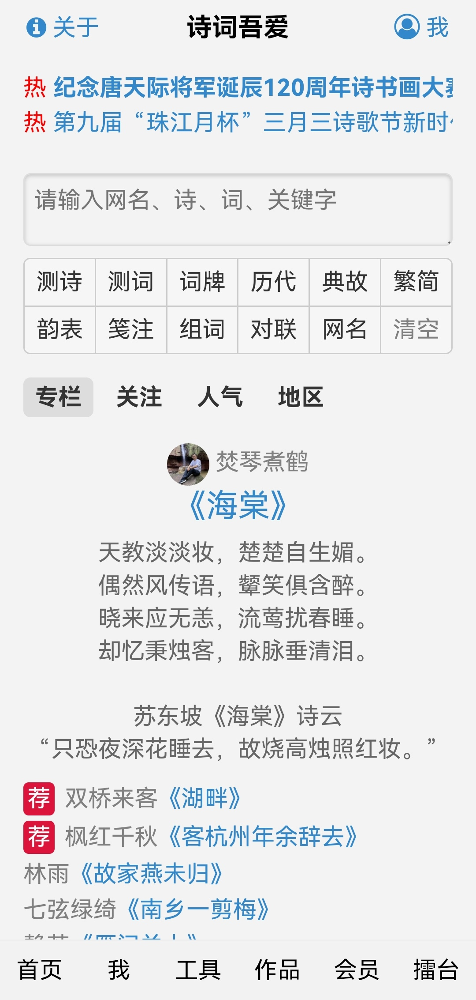 关于 诗词吾爱 我
热 纪念唐天际将军诞辰120周年诗书画大
热 第九届“珠江月杯”三月三诗歌节新时
请输入网名、诗、词、关键字
测诗 测词 词牌 历代 典故 繁简
韵表 笺注 组词 对联 网名 清空
专栏 关注 人气 地区
焚琴煮鹤
《海棠》
天教淡淡妆，楚楚自生媚。
偶然风传语，颦笑俱含醉。
晓来应无恙，流莺扰春睡。
却忆秉烛客，脉脉垂清泪。
苏东坡《海棠》诗云
“只恐夜深花睡去，故烧高烛照红妆。”
荐 双桥来客《湖畔》
荐 枫红千秋《客杭州年余辞去》
林雨《故家燕未归》
七弦绿绮《南乡一剪梅》
首页 我 工具 作品 会员 擂台